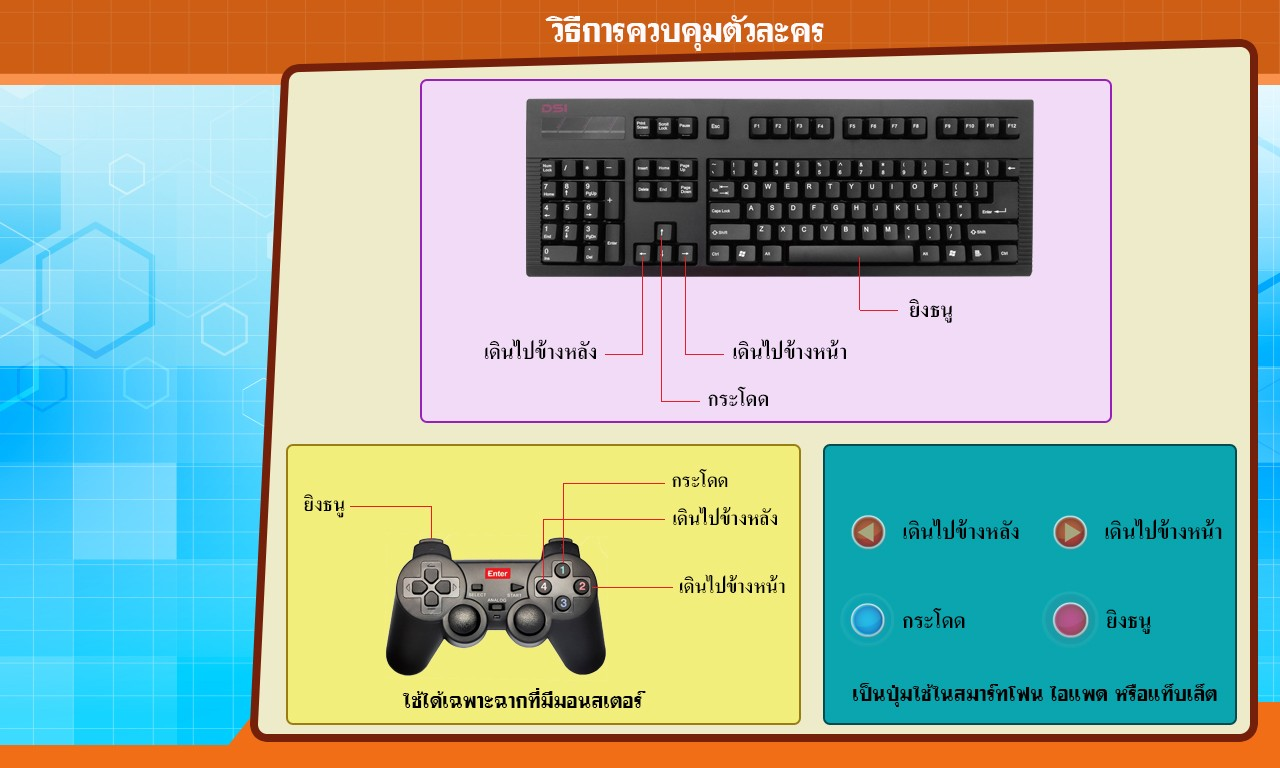 วิธีการควบคุมตัวละคร
DSI
ยิงธนู
เดินไปข้างหลัง
เดินไปข้างหน้า
กระโดด
ยิงธนู
กระโดด
เดินไปข้างหลัง
เดินไปข้างหน้า
Enter
SELECT
START
ANALOG
1
4
2
3
ใช้ได้เฉพาะฉากที่มีมอนสเตอร์
เดินไปข้างหลัง
เดินไปข้างหน้า
กระโดด
ยิงธนู
เป็นปุ่มใช้ในสมาร์ทโฟน ไอแพด หรือแท็บเล็ต